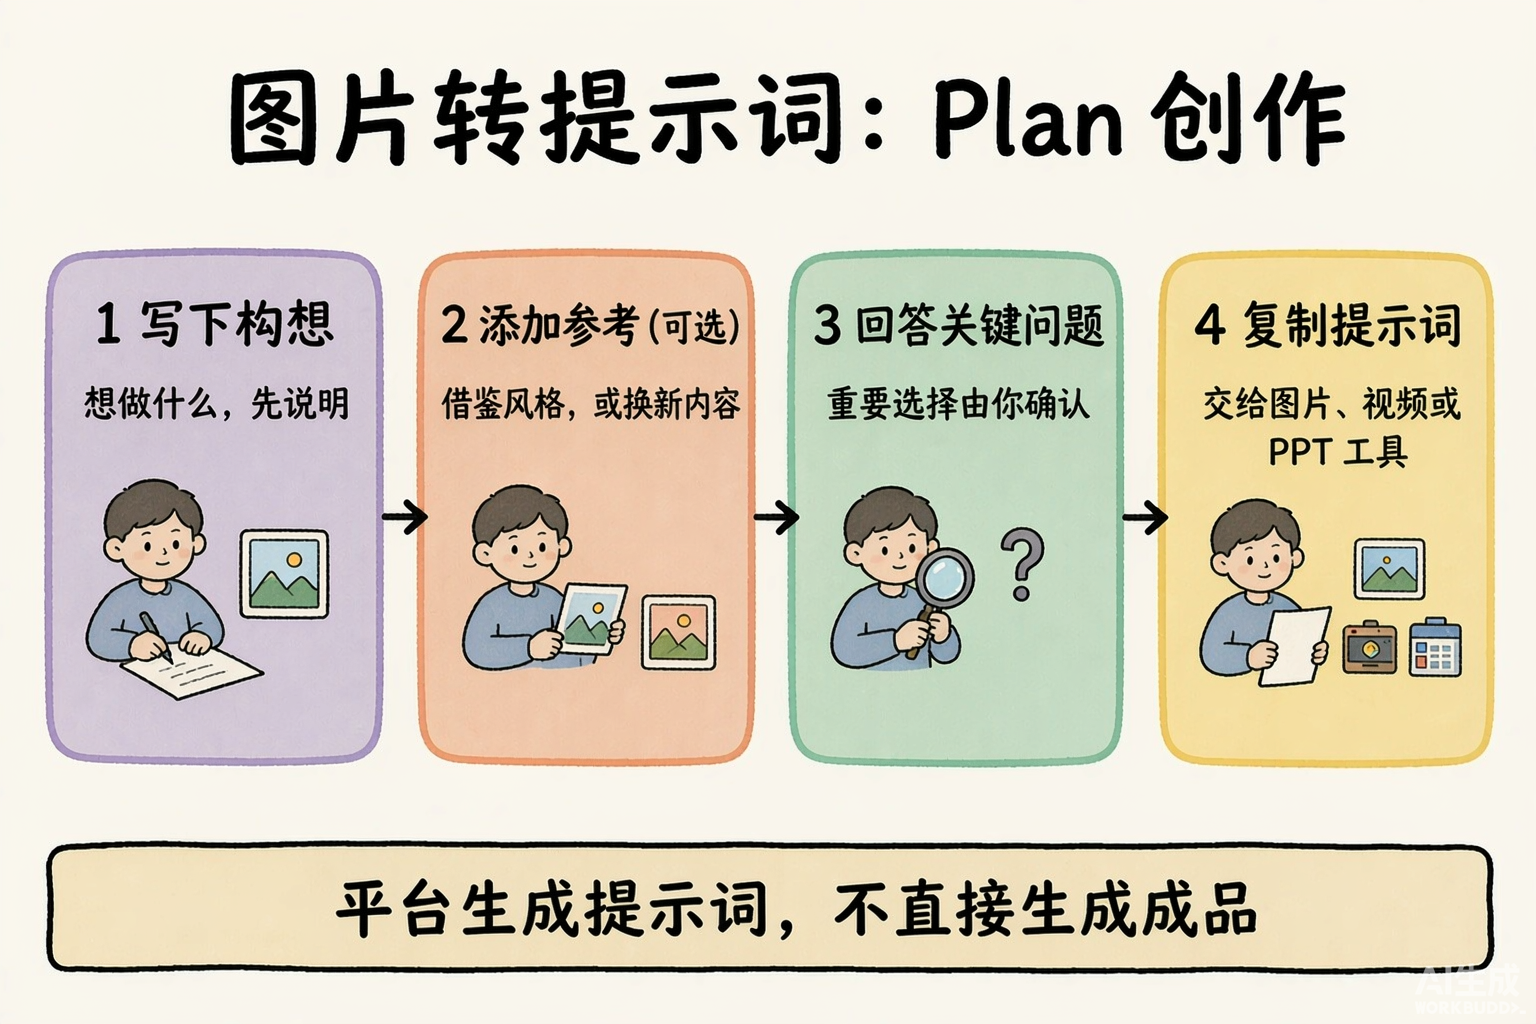 图片转提示词：Plan 创作
1 写下构想
想做什么，先说明
2 添加参考（可选）
借鉴风格，或换新内容
3 回答关键问题
重要选择由你确认
?
4 复制提示词
交给图片、视频或
PPT 工具
平台生成提示词，不直接生成成品
AI生成
WORKBUDDY